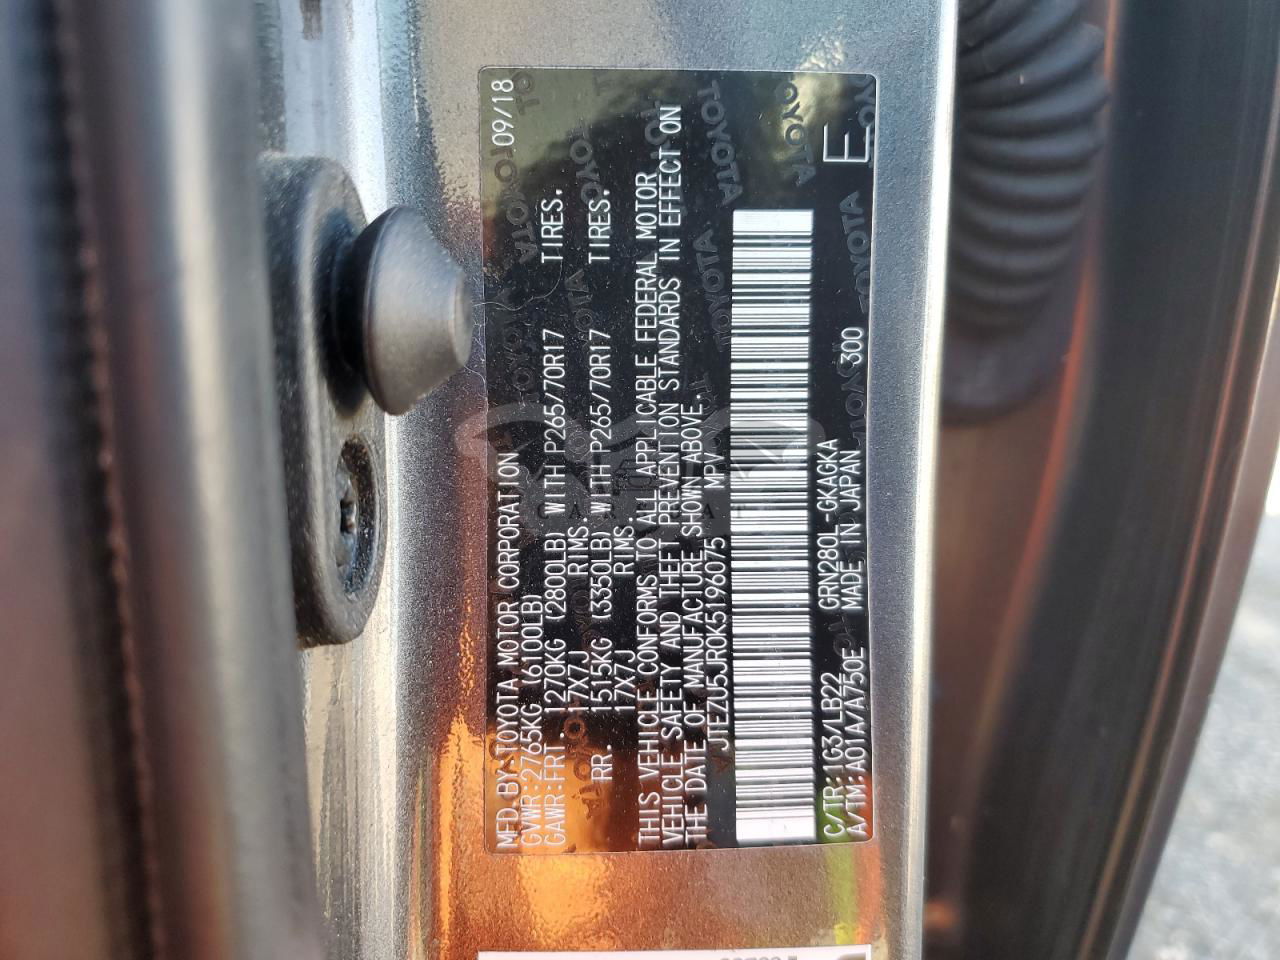 MFD.BY:TOYOTA MOTOR CORPORATION 09/18
GVWR:2765KG(6100LB)
GAWR:FRT. 1270KG (2800LB) WITH P265/70R17 TIRES.
17X7J RIMS.
RR. 1515KG (3350LB) WITH P265/70R17 TIRES.
17X7J RIMS.
THIS VEHICLE CONFORMS TO ALL APPLICABLE FEDERAL MOTOR
VEHICLE SAFETY AND THEFT PREVENTION STANDARDS IN EFFECT ON
THE DATE OF MANUFACTURE SHOWN ABOVE.
JTEZU5JR0K5196075 MPV
C/TR:1G3/LB22 GRN280L-GKAGKA
A/TM:A01A/A750E MADE IN JAPAN 300 E